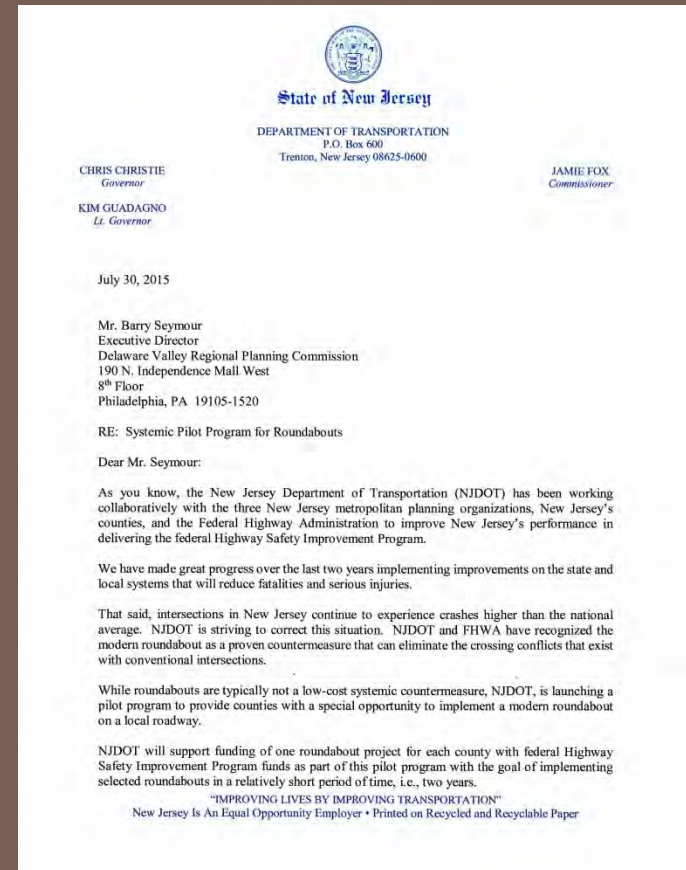 State of New Jersey
DEPARTMENT OF TRANSPORTATION
P.O. Box 600
Trenton, New Jersey 08625-0600
CHRIS CHRISTIE
Governor
JAMIE FOX
Commissioner
KIM GUADAGNO
Lt. Governor
July 30, 2015
Mr. Barry Seymour
Executive Director
Delaware Valley Regional Planning Commission
190 N. Independence Mall West
8th Floor
Philadelphia, PA 19105-1520
RE: Systemic Pilot Program for Roundabouts
Dear Mr. Seymour:
As you know, the New Jersey Department of Transportation (NJDOT) has been working
collaboratively with the three New Jersey metropolitan planning organizations, New Jersey's
counties, and the Federal Highway Administration to improve New Jersey's performance in
delivering the federal Highway Safety Improvement Program.
We have made great progress over the last two years implementing improvements on the state and
local systems that will reduce fatalities and serious injuries.
That said, intersections in New Jersey continue to experience crashes higher than the national
average. NJDOT is striving to correct this situation. NJDOT and FHWA have recognized the
modern roundabout as a proven countermeasure that can eliminate the crossing conflicts that exist
with conventional intersections.
While roundabouts are typically not a low-cost systemic countermeasure, NJDOT, is launching a
pilot program to provide counties with a special opportunity to implement a modern roundabout
on a local roadway.
NJDOT will support funding of one roundabout project for each county with federal Highway
Safety Improvement Program funds as part of this pilot program with the goal of implementing
selected roundabouts in a relatively short period of time, i.e., two years.
"IMPROVING LIVES BY IMPROVING TRANSPORTATION"
New Jersey Is An Equal Opportunity Employer • Printed on Recycled and Recyclable Paper